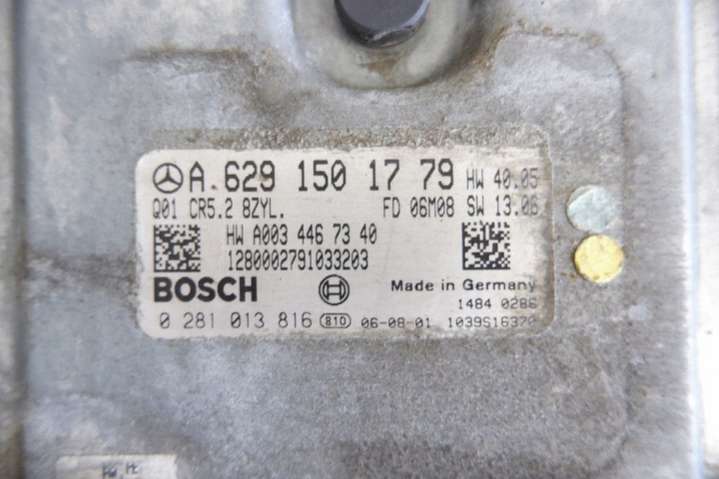 A. 629 150 17 79 HW 40.05
Q01 CR5.2 8ZYL. FD 06M08 SW 13.06
HW A003 446 73 40
1280002791033203
BOSCH Made in Germany
1484 0286
0 281 013 816 810 06-08-01 1039S16370